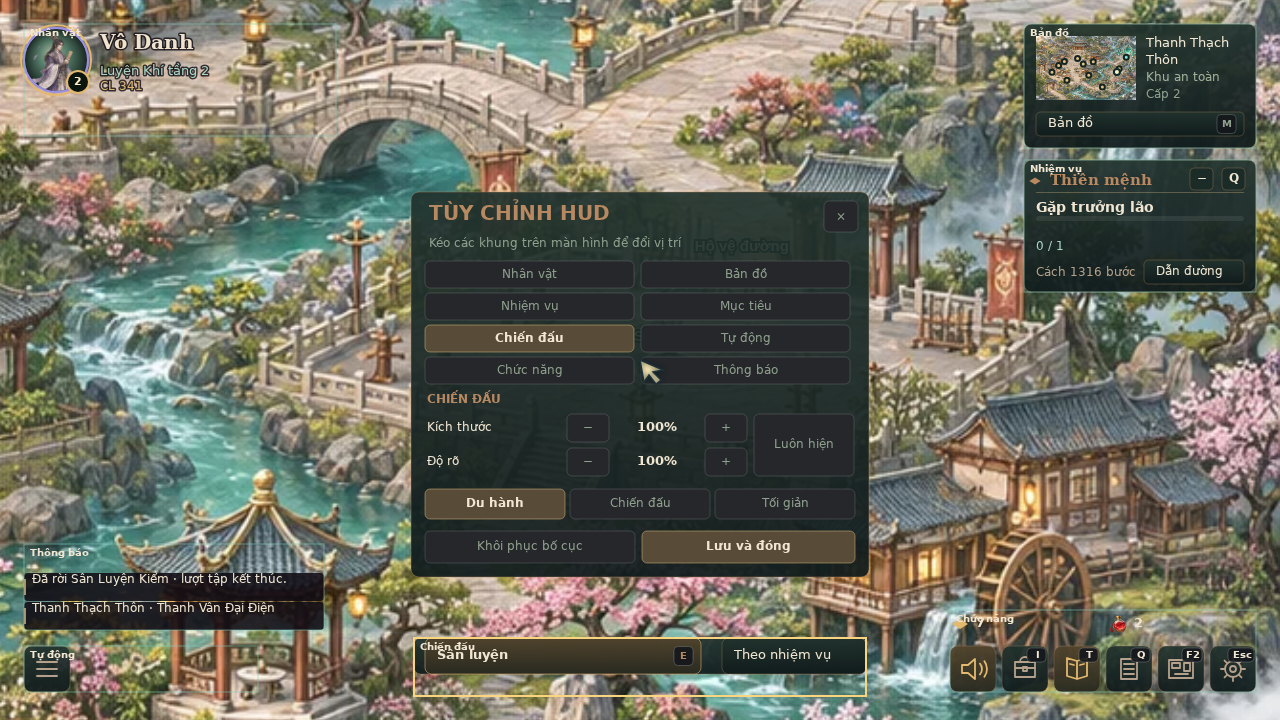 Nhân vật
Vô Danh
Luyện Khí tầng 2
CL 341
2
Bản đồ
Thanh Thạch
Thôn
Khu an toàn
Cấp 2
Bản đồ
M
Nhiệm vụ
Thiên mệnh
−
Q
Gặp trưởng lão
0 / 1
Cách 1316 bước
Dẫn đường
TÙY CHỈNH HUD
×
Kéo các khung trên màn hình để đổi vị trí
Hộ vệ đường
Nhân vật
Bản đồ
Nhiệm vụ
Mục tiêu
Chiến đấu
Tự động
Chức năng
Thông báo
CHIẾN ĐẤU
Kích thước
−
100%
+
Luôn hiện
Độ rõ
−
100%
+
Du hành
Chiến đấu
Tối giản
Khôi phục bố cục
Lưu và đóng
Thông báo
Đã rời Sân Luyện Kiếm · lượt tập kết thúc.
Thanh Thạch Thôn · Thanh Vân Đại Điện
Tự động
Chiến đấu
Sân luyện
E
Theo nhiệm vụ
Chức năng
2
I
T
Q
F2
Esc